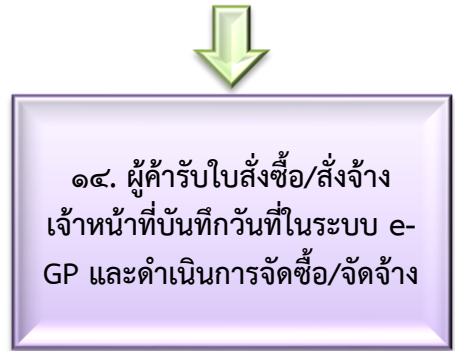 ๑๔. ผู้ค้ารับใบสั่งซื้อ/สั่งจ้าง
เจ้าหน้าที่บันทึกวันที่ในระบบ e-
GP และดำเนินการจัดซื้อ/จัดจ้าง